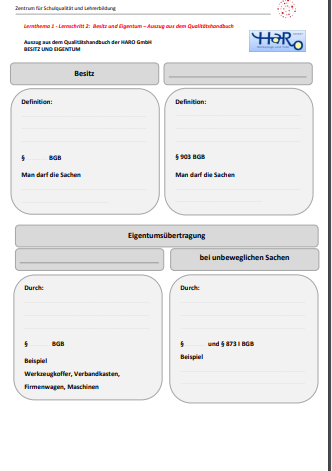 Zentrum für Schulqualität und Lehrerbildung
Lernthema 1 - Lernschritt 2: Besitz und Eigentum – Auszug aus dem Qualitätshandbuch
Auszug aus dem Qualitätshandbuch der HARO GmbH
BESITZ UND EIGENTUM
HaRo
Besitz
Definition:
§ BGB
Man darf die Sachen
Definition:
§ 903 BGB
Man darf die Sachen
Eigentumsübertragung
bei unbeweglichen Sachen
Durch:
§ BGB
Beispiel
Werkzeugkoffer, Verbandkasten,
Firmenwagen, Maschinen
Durch:
§ und § 873 I BGB
Beispiel